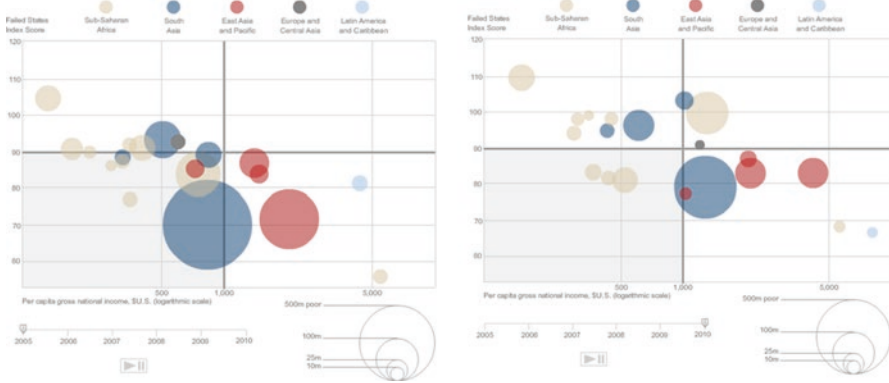 Failed States
Index Score
Sub-Saharan
Africa
South
Asia
East Asia
and Pacific
Europe and
Central Asia
Latin America
and Caribbean
120
110
100
90
80
70
60
500
1,000
3,000
Per capita gross national income, $U.S. (logarithmic scale)
500m poor
100m
25m
10m
2005
2006
2007
2008
2009
2010
Failed States
Index Score
Sub-Saharan
Africa
South
Asia
East Asia
and Pacific
Europe and
Central Asia
Latin America
and Caribbean
120
110
100
90
80
70
60
500
1,000
3,000
Per capita gross national income, $U.S. (logarithmic scale)
500m poor
100m
25m
10m
2005
2006
2007
2008
2009
2010